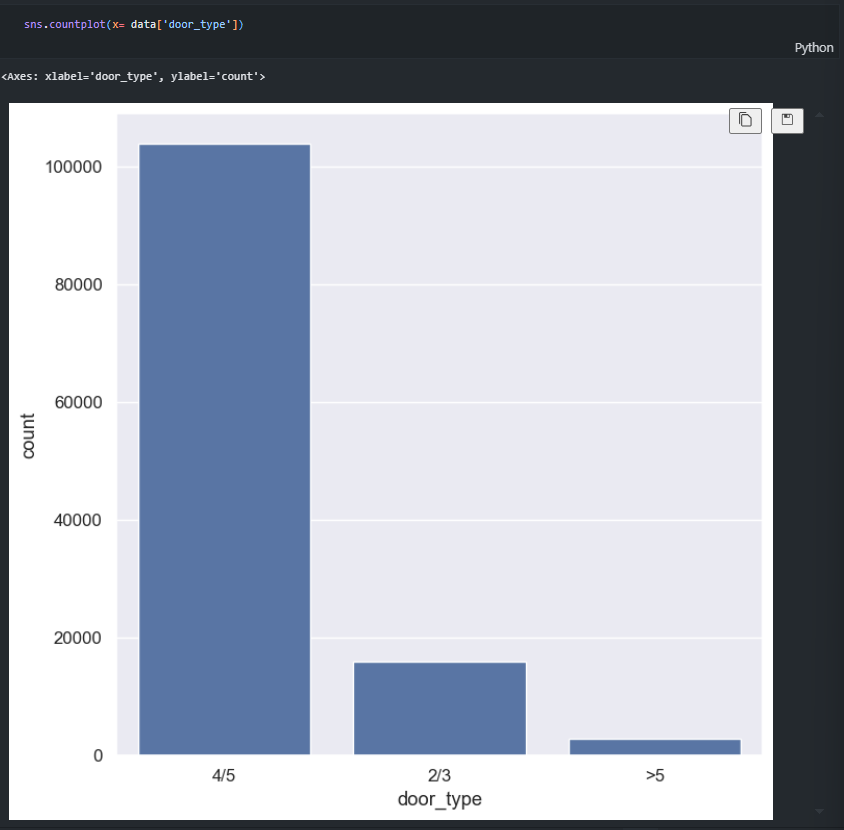 sns.countplot(x= data['door_type'])
Python
<Axes: xlabel='door_type', ylabel='count'>
100000
80000
60000
40000
20000
0
count
4/5 2/3 >5
door_type